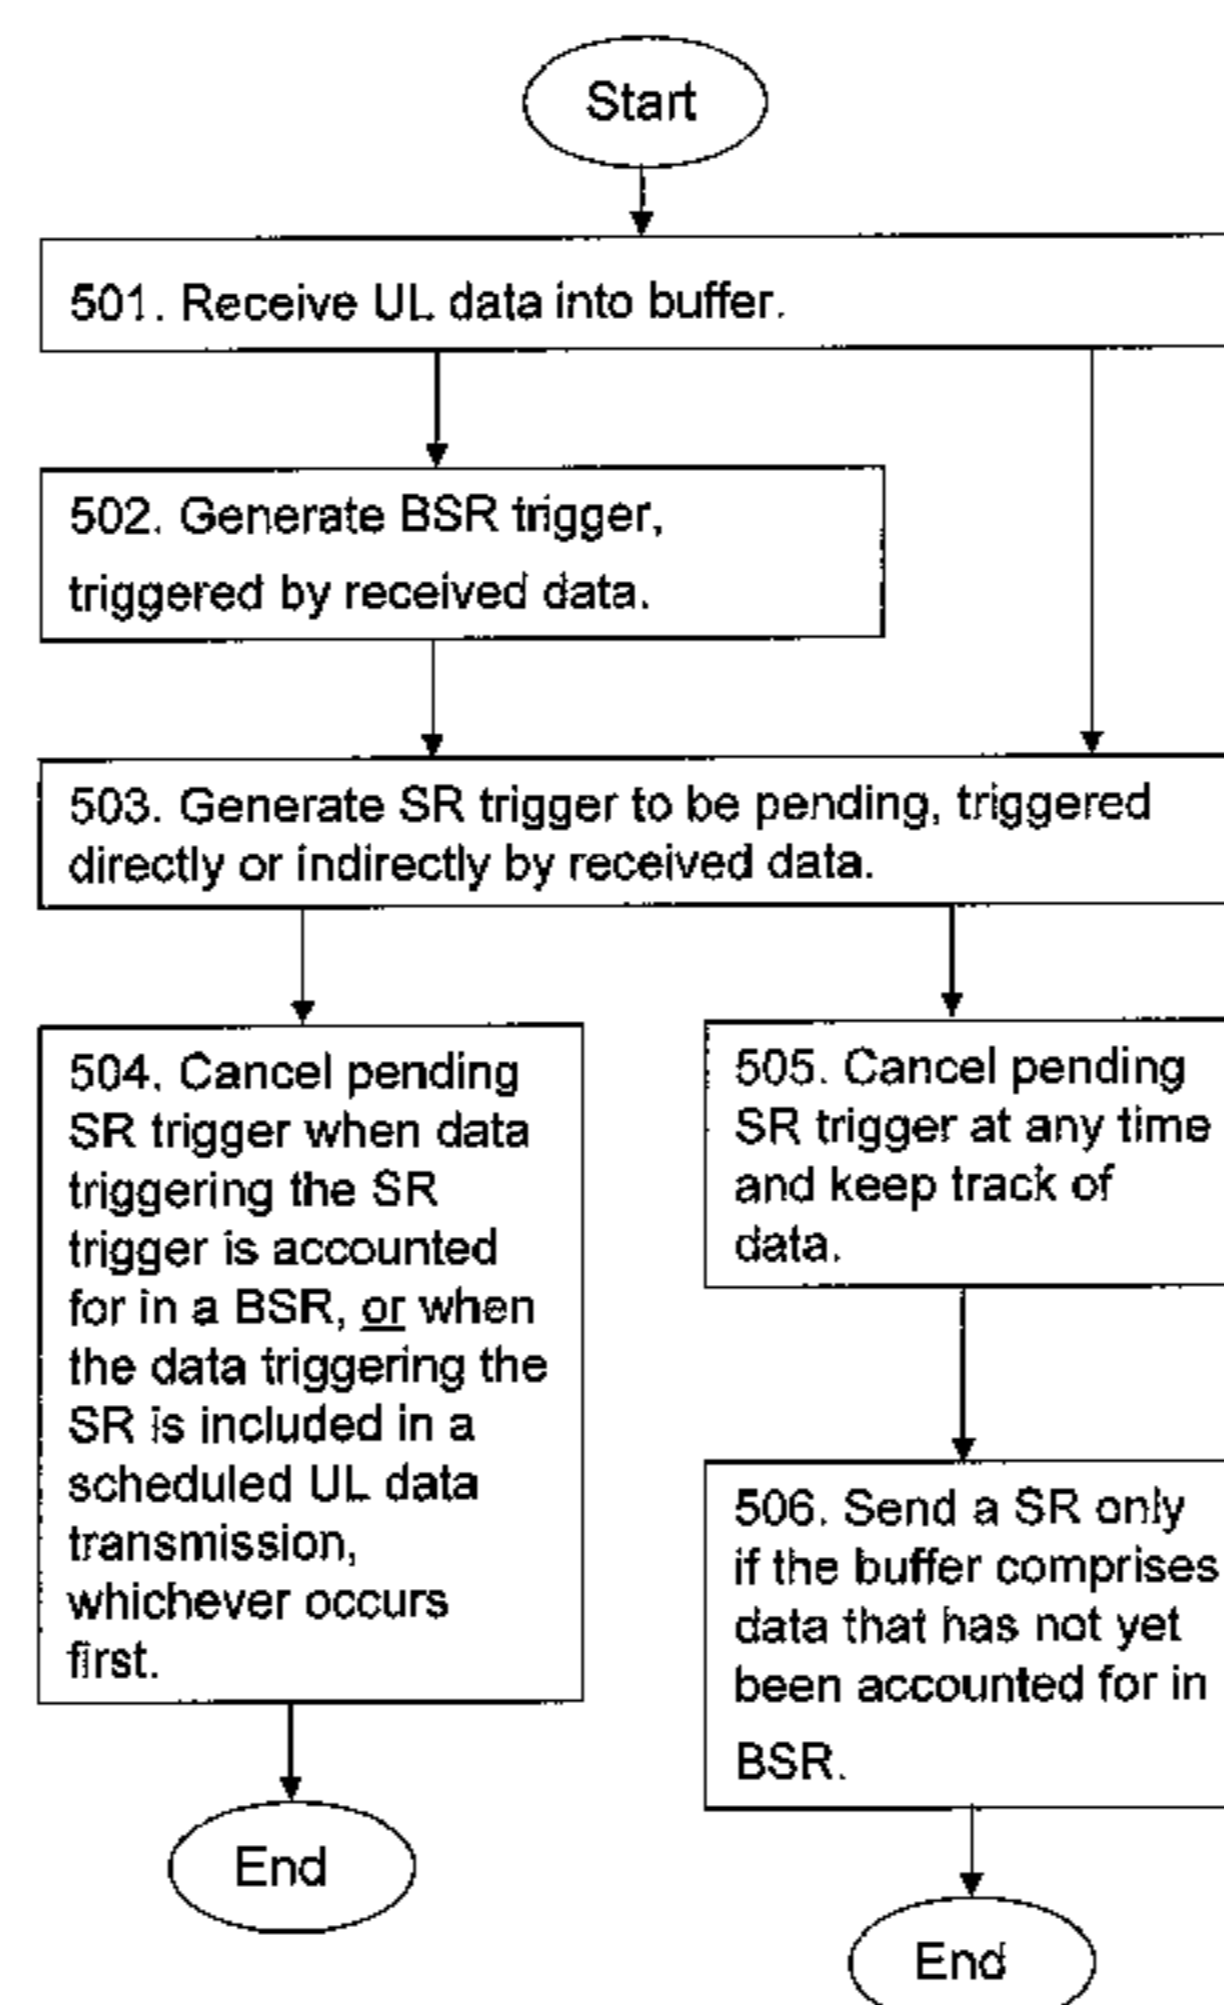 Start
501. Receive UL data into buffer.
502. Generate BSR trigger,
triggered by received data.
503. Generate SR trigger to be pending, triggered
directly or indirectly by received data.
504. Cancel pending
SR trigger when data
triggering the SR
trigger is accounted
for in a BSR, or when
the data triggering the
SR is included in a
scheduled UL data
transmission,
whichever occurs
first.
505. Cancel pending
SR trigger at any time
and keep track of
data.
506. Send a SR only
if the buffer comprises
data that has not yet
been accounted for in
BSR.
End
End